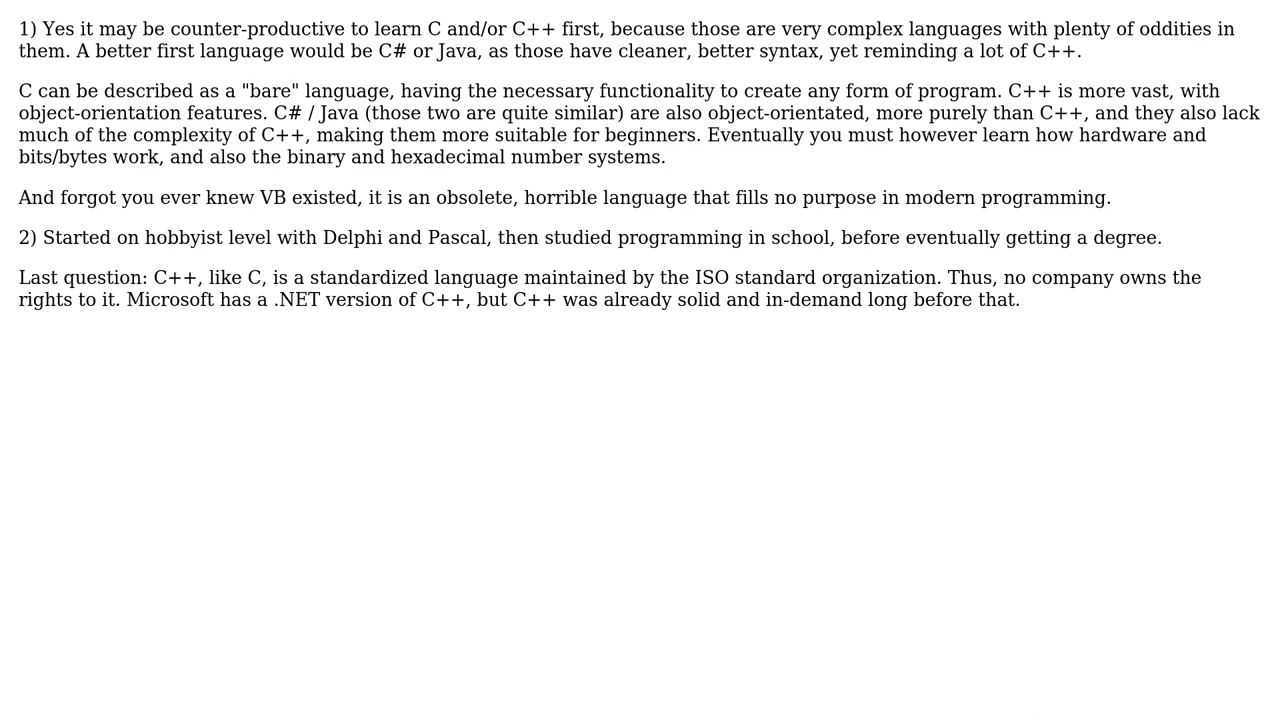 1) Yes it may be counter-productive to learn C and/or C++ first, because those are very complex languages with plenty of oddities in
them. A better first language would be C# or Java, as those have cleaner, better syntax, yet reminding a lot of C++.
C can be described as a "bare" language, having the necessary functionality to create any form of program. C++ is more vast, with
object-orientation features. C# / Java (those two are quite similar) are also object-orientated, more purely than C++, and they also lack
much of the complexity of C++, making them more suitable for beginners. Eventually you must however learn how hardware and
bits/bytes work, and also the binary and hexadecimal number systems.
And forgot you ever knew VB existed, it is an obsolete, horrible language that fills no purpose in modern programming.
2) Started on hobbyist level with Delphi and Pascal, then studied programming in school, before eventually getting a degree.
Last question: C++, like C, is a standardized language maintained by the ISO standard organization. Thus, no company owns the
rights to it. Microsoft has a .NET version of C++, but C++ was already solid and in-demand long before that.